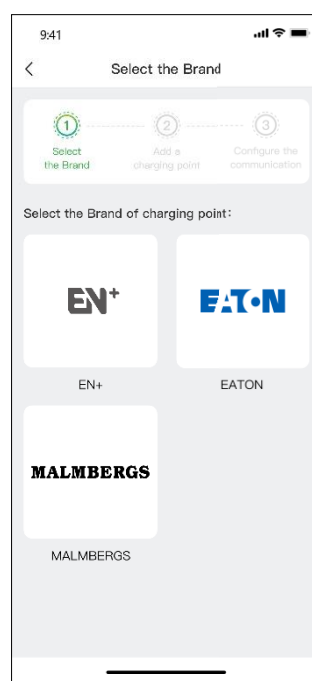 9:41
Select the Brand
1
2
3
Select
the Brand
Add a
charging point
Configure the
communication
Select the Brand of charging point:
EN+
EATON
EN+
EATON
MALMBERGS
MALMBERGS